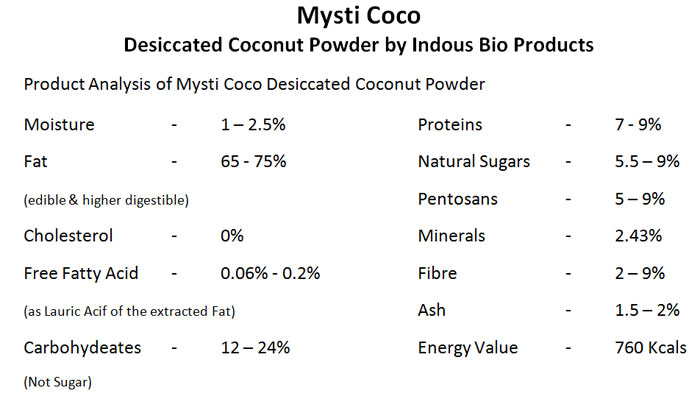 Mysti Coco
Desiccated Coconut Powder by Indous Bio Products
Product Analysis of Mysti Coco Desiccated Coconut Powder
Moisture - 1 – 2.5%
Fat - 65 - 75%
(edible & higher digestible)
Cholesterol - 0%
Free Fatty Acid - 0.06% - 0.2%
(as Lauric Acif of the extracted Fat)
Carbohydeates - 12 – 24%
(Not Sugar)
Proteins - 7 - 9%
Natural Sugars - 5.5 – 9%
Pentosans - 5 – 9%
Minerals - 2.43%
Fibre - 2 – 9%
Ash - 1.5 – 2%
Energy Value - 760 Kcals